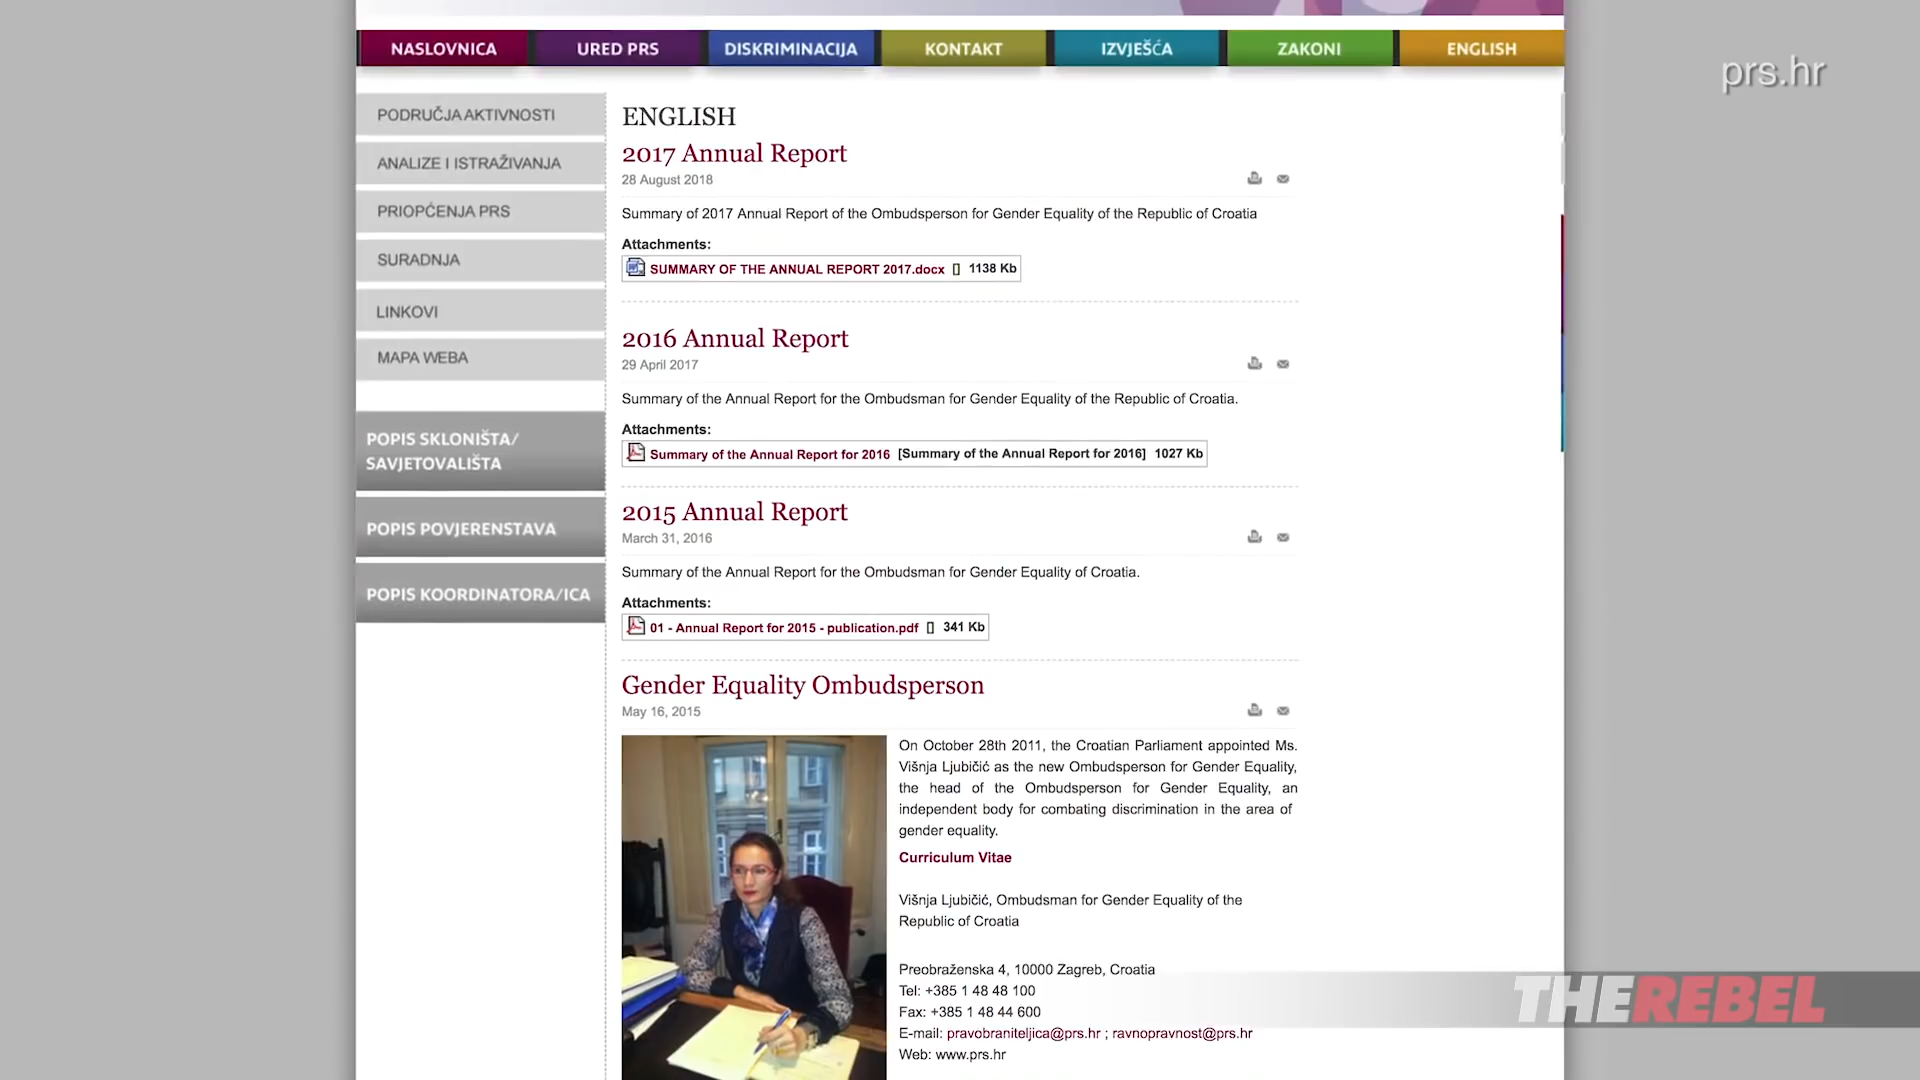 NASLOVNICA
URED PRS
DISKRIMINACIJA
KONTAKT
IZVJEŠĆA
ZAKONI
ENGLISH
prs.hr
PODRUČJA AKTIVNOSTI
ANALIZE I ISTRAŽIVANJA
PRIOPĆENJA PRS
SURADNJA
LINKOVI
MAPA WEBA
POPIS SKLONIŠTA/
SAVJETOVALIŠTA
POPIS POVJERENSTAVA
POPIS KOORDINATORA/ICA
ENGLISH
2017 Annual Report
28 August 2018
Summary of 2017 Annual Report of the Ombudsperson for Gender Equality of the Republic of Croatia
Attachments:
SUMMARY OF THE ANNUAL REPORT 2017.docx [] 1138 Kb
2016 Annual Report
29 April 2017
Summary of the Annual Report for the Ombudsman for Gender Equality of the Republic of Croatia.
Attachments:
Summary of the Annual Report for 2016 [Summary of the Annual Report for 2016] 1027 Kb
2015 Annual Report
March 31, 2016
Summary of the Annual Report for the Ombudsman for Gender Equality of Croatia.
Attachments:
01 - Annual Report for 2015 - publication.pdf [] 341 Kb
Gender Equality Ombudsperson
May 16, 2015
On October 28th 2011, the Croatian Parliament appointed Ms.
Višnja Ljubičić as the new Ombudsperson for Gender Equality,
the head of the Ombudsperson for Gender Equality, an
independent body for combating discrimination in the area of
gender equality.
Curriculum Vitae
Višnja Ljubičić, Ombudsman for Gender Equality of the
Republic of Croatia
Preobraženska 4, 10000 Zagreb, Croatia
Tel: +385 1 48 48 100
Fax: +385 1 48 44 600
E-mail: pravobraniteljica@prs.hr ; ravnopravnost@prs.hr
Web: www.prs.hr
THEREBEL